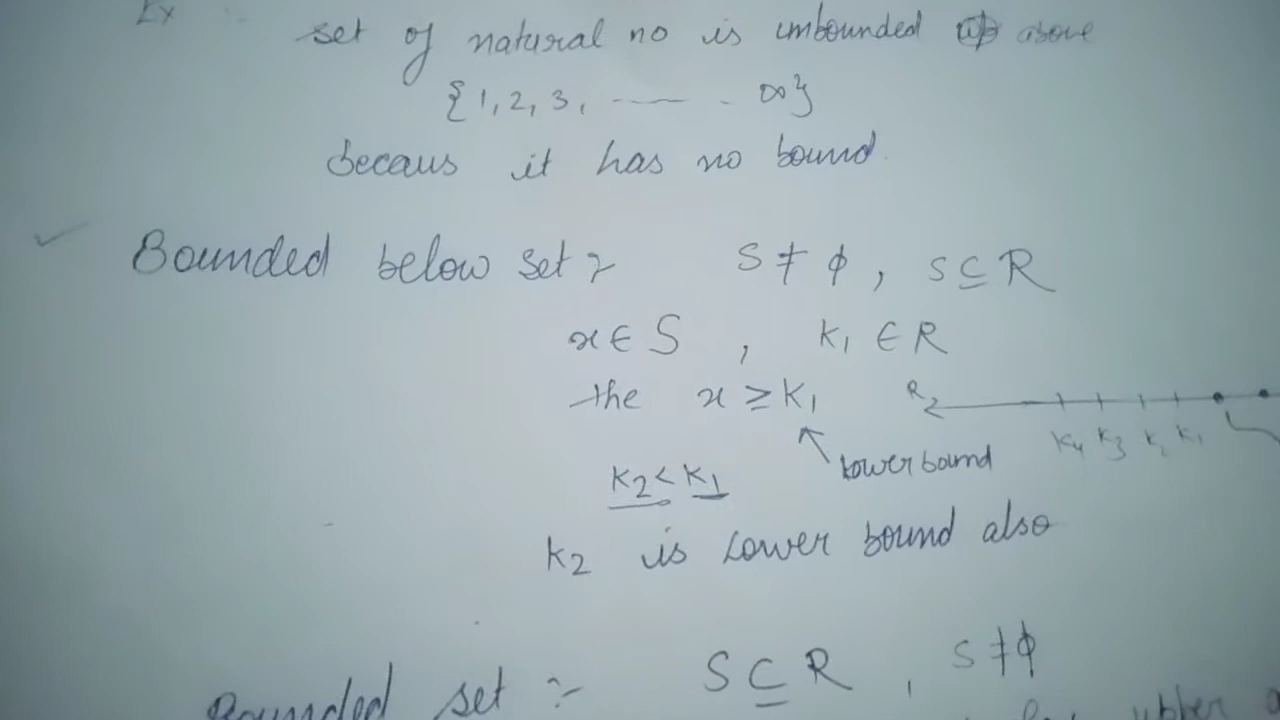 Ex
set of natural no is unbounded above
{1, 2, 3, ---- - ∞}
becaus it has no bound.
Bounded below set :- S ≠ ϕ, S ⊆ R
x ∈ S , K₁ ∈ R
the x ≥ K₁
K₄ K₃ K₂ K₁
lower bound
K₂ < K₁
K₂ is Lower bound also
Bounded set :- S ⊆ R , S ≠ ϕ